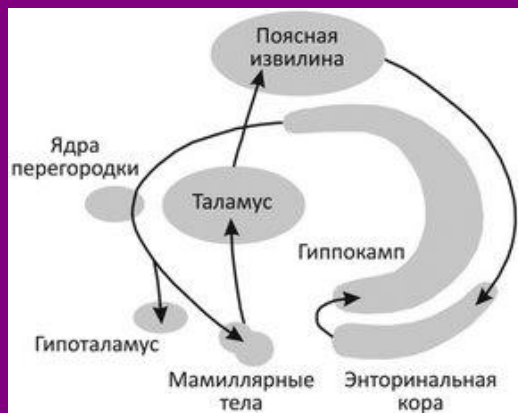 Поясная
извилина
Ядра
перегородки
Таламус
Гиппокамп
Гипоталамус
Мамиллярные
тела
Энторинальная
кора